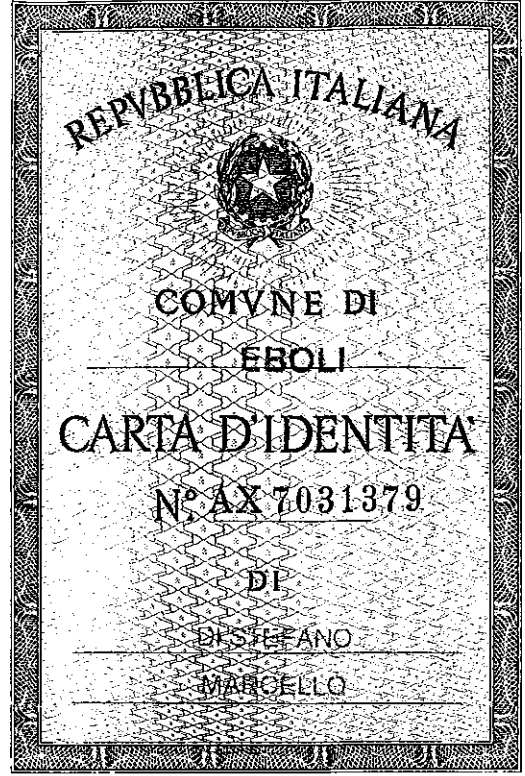 REPVBBLICA ITALIANA
COMVNE DI
EBOLI
CARTA D'IDENTITA'
N.° AX 7031379
DI
DI STEFANO
MARCELLO